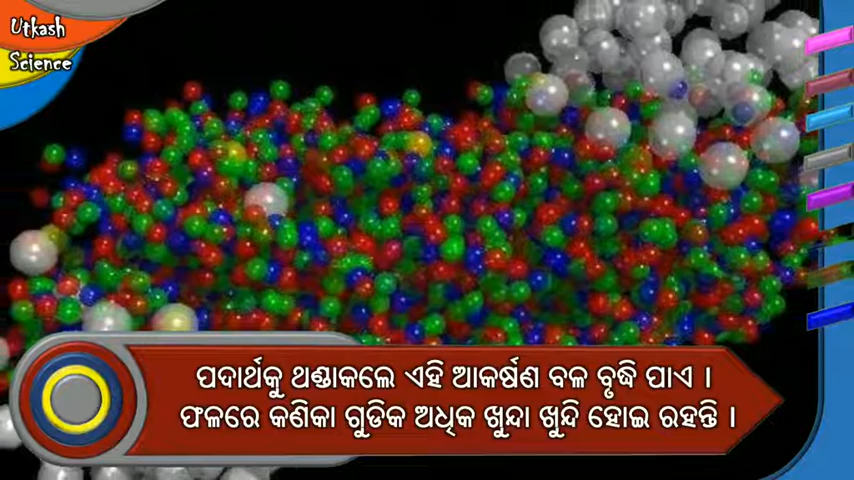 Utkash
Science
ପଦାର୍ଥକୁ ଥଣ୍ଡାକଲେ ଏହି ଆକର୍ଷଣ ବଳ ବୃଦ୍ଧି ପାଏ ।
ଫଳରେ କଣିକା ଗୁଡିକ ଅଧିକ ଖୁନ୍ଦା ଖୁନ୍ଦି ହୋଇ ରହନ୍ତି ।